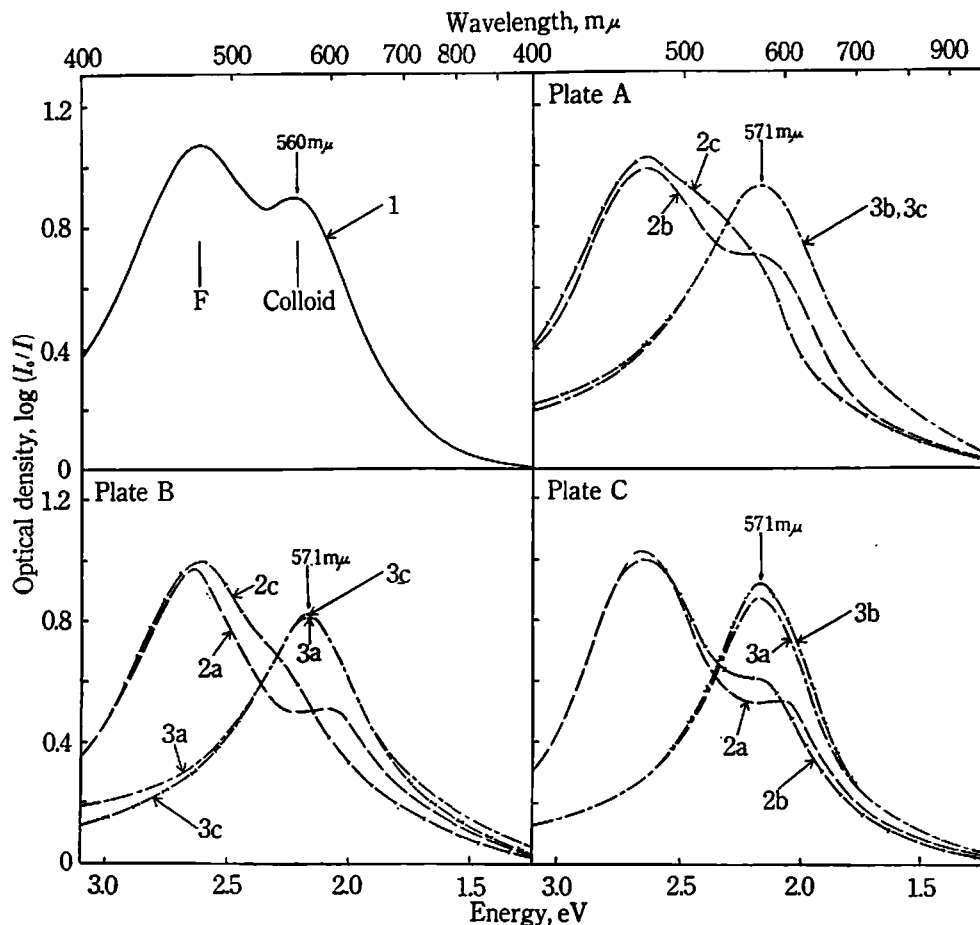 Wavelength, mμ
400 500 600 700 800 400 500 600 700 900
1.2
0.8
0.4
0
560mμ
1
F
Colloid
Plate A
571mμ
2c
2b
3b, 3c
Optical density, log (I₀/I)
Plate B
1.2
0.8
0.4
0
571mμ
2c
3c
2a
3a
3a
3c
Plate C
571mμ
3b
3a
2a
2b
3.0 2.5 2.0 3.0 2.5 2.0 1.5
1.5
Energy, eV